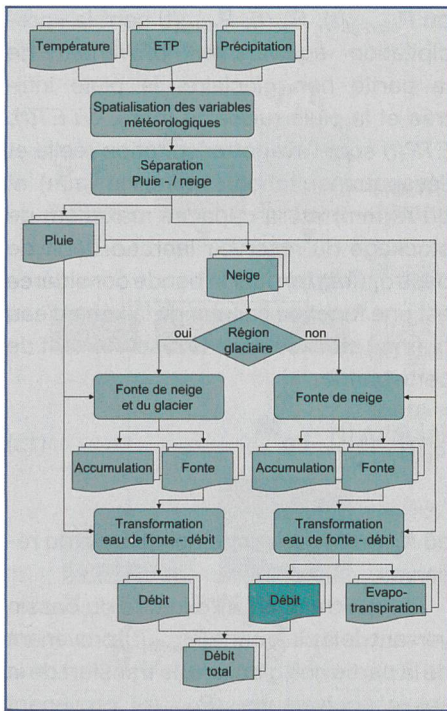 Température
ETP
Précipitation
Spatialisation des variables
météorologiques
Séparation
Pluie - / neige
Pluie
Neige
oui
Région
glaciaire
non
Fonte de neige
et du glacier
Fonte de neige
Accumulation
Fonte
Accumulation
Fonte
Transformation
eau de fonte - débit
Transformation
eau de fonte - débit
Débit
Débit
Evapo-
transpiration
Débit
total